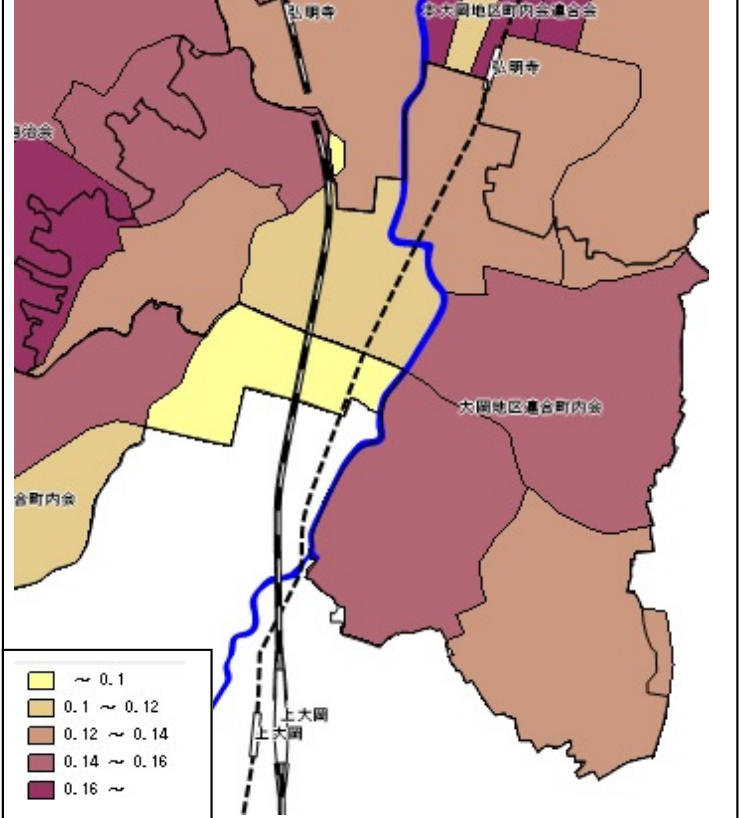 弘明寺
本大岡地区町内会連合会
弘明寺
自治会
大岡地区連合町内会
合町内会
~ 0.1
0.1 ~ 0.12
0.12 ~ 0.14
0.14 ~ 0.16
0.16 ~
上大岡
上大岡